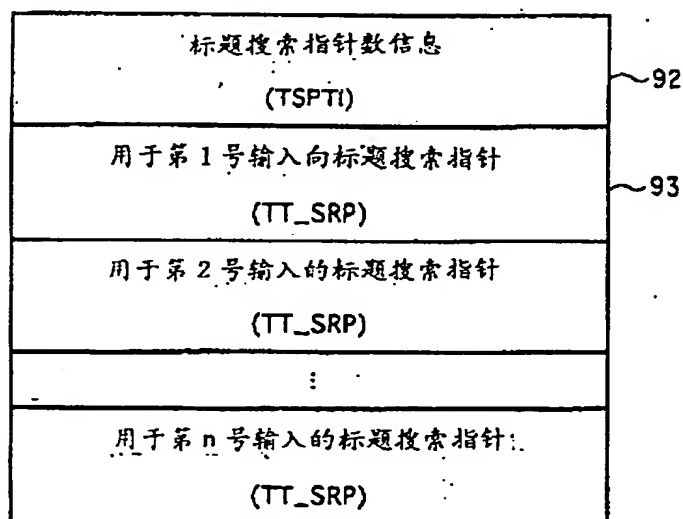 标题搜索指针数信息
(TSPTI)
92
用于第1号输入向标题搜索指针
(TT_SRP)
93
用于第2号输入的标题搜索指针
(TT_SRP)
⋮
用于第n号输入的标题搜索指针
(TT_SRP)